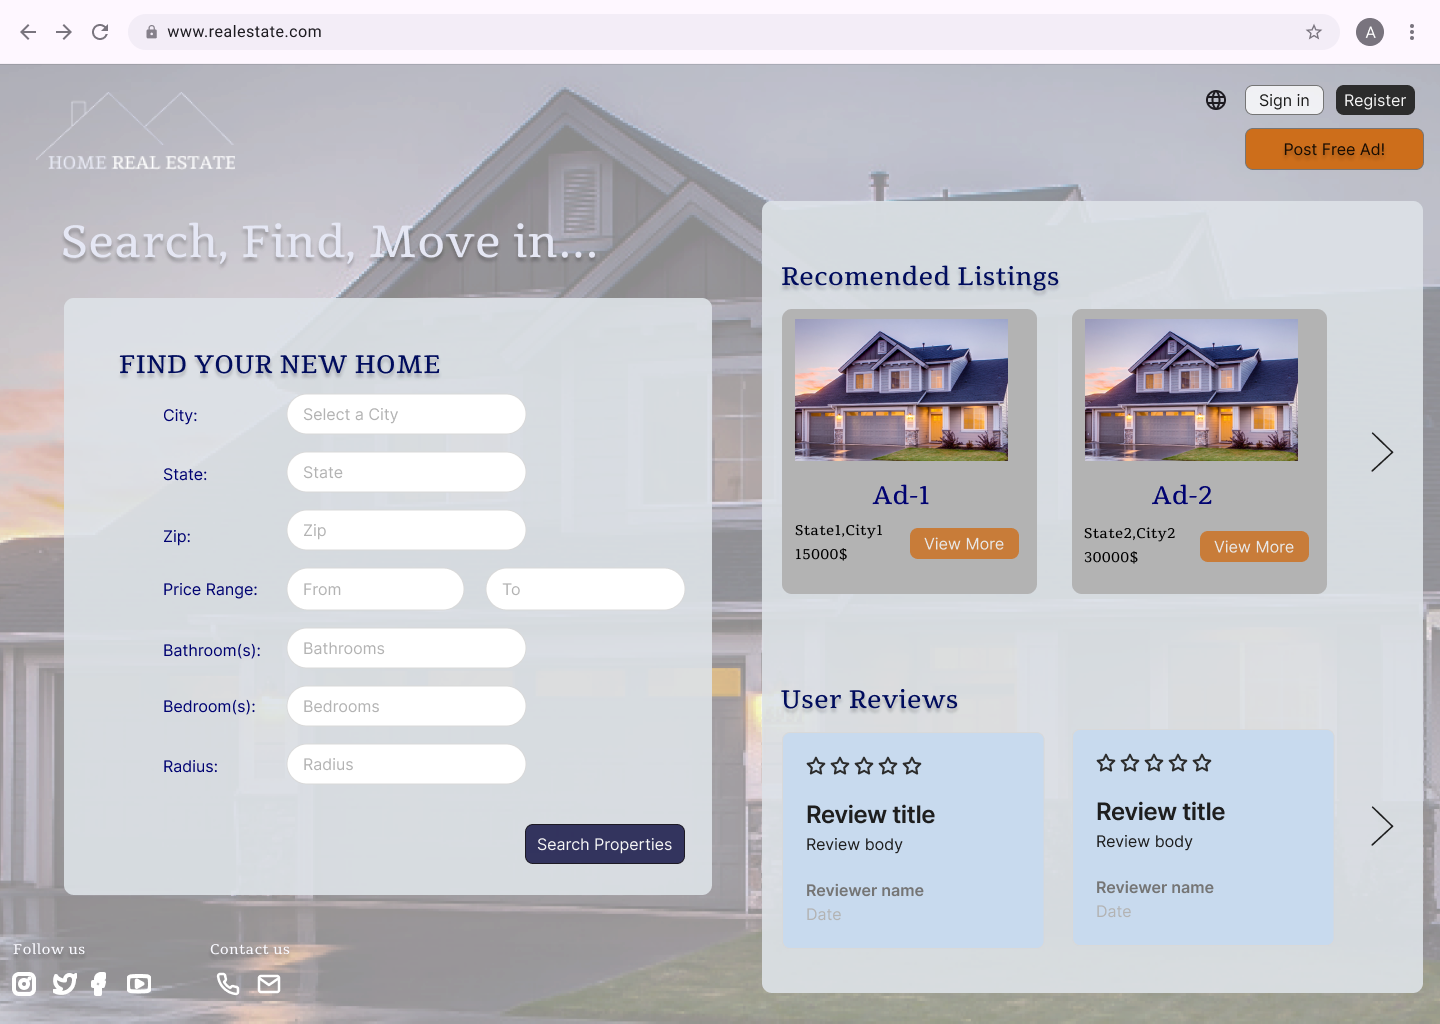 www.realestate.com
A
Sign in
Register
Post Free Ad!
HOME REAL ESTATE
Search, Find, Move in...
FIND YOUR NEW HOME
City:
Select a City
State:
State
Zip:
Zip
Price Range:
From
To
Bathroom(s):
Bathrooms
Bedroom(s):
Bedrooms
Radius:
Radius
Search Properties
Recomended Listings
Ad-1
State1,City1
15000$
View More
Ad-2
State2,City2
30000$
View More
User Reviews
Review title
Review body
Reviewer name
Date
Review title
Review body
Reviewer name
Date
Follow us
Contact us